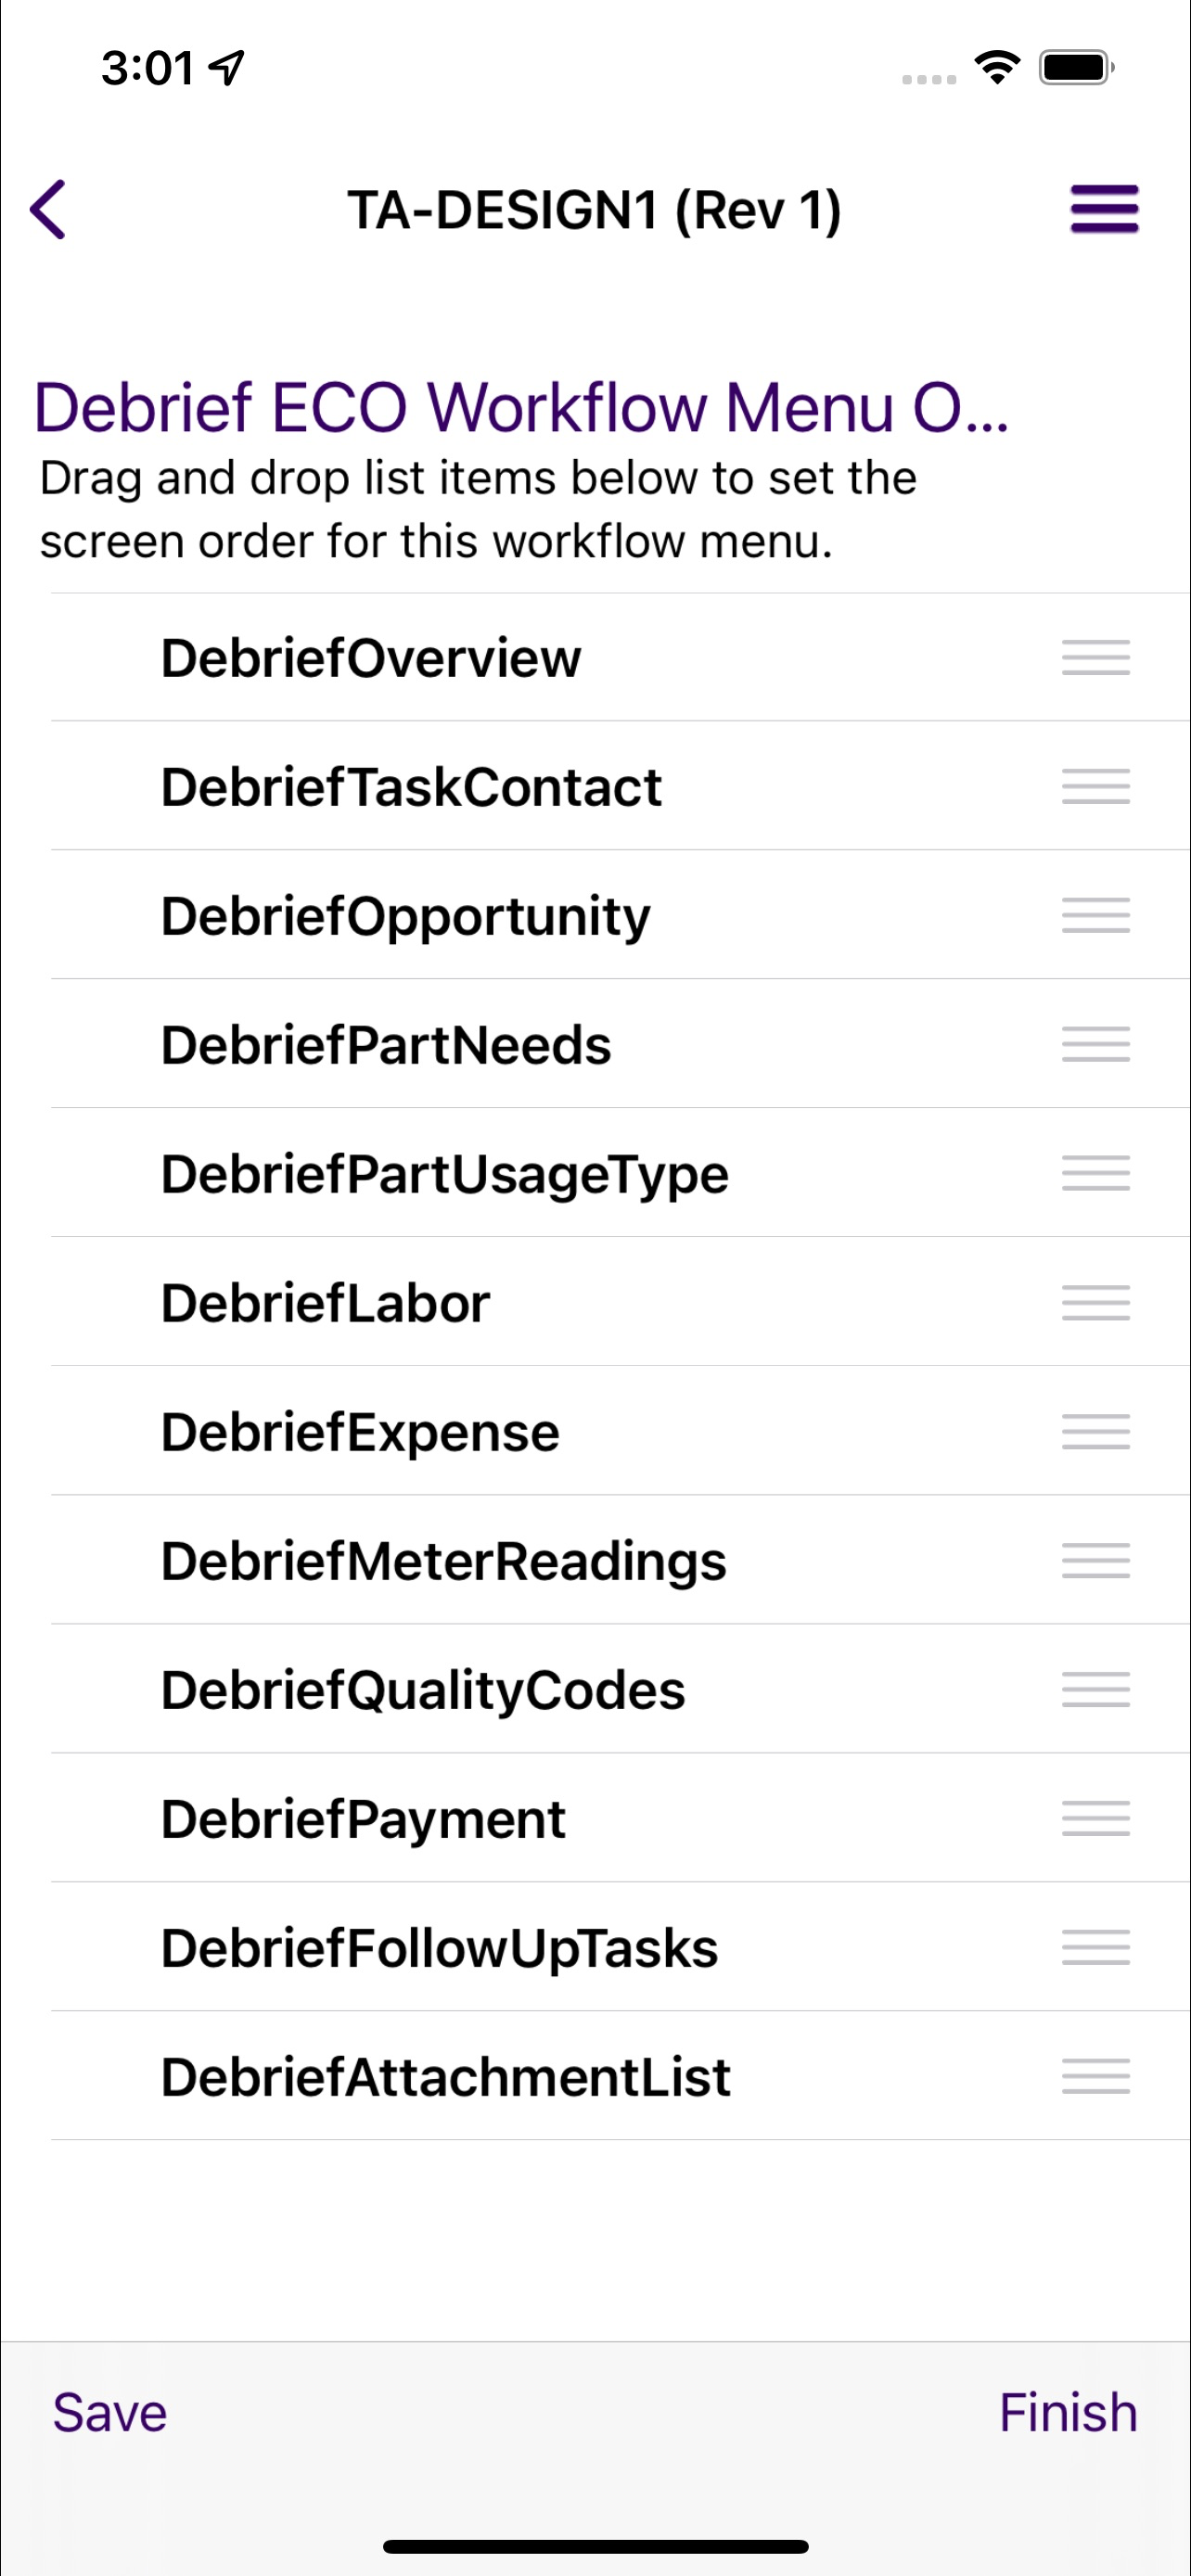 3:01
TA-DESIGN1 (Rev 1)
Debrief ECO Workflow Menu O...
Drag and drop list items below to set the
screen order for this workflow menu.
DebriefOverview
DebriefTaskContact
DebriefOpportunity
DebriefPartNeeds
DebriefPartUsageType
DebriefLabor
DebriefExpense
DebriefMeterReadings
DebriefQualityCodes
DebriefPayment
DebriefFollowUpTasks
DebriefAttachmentList
Save Finish